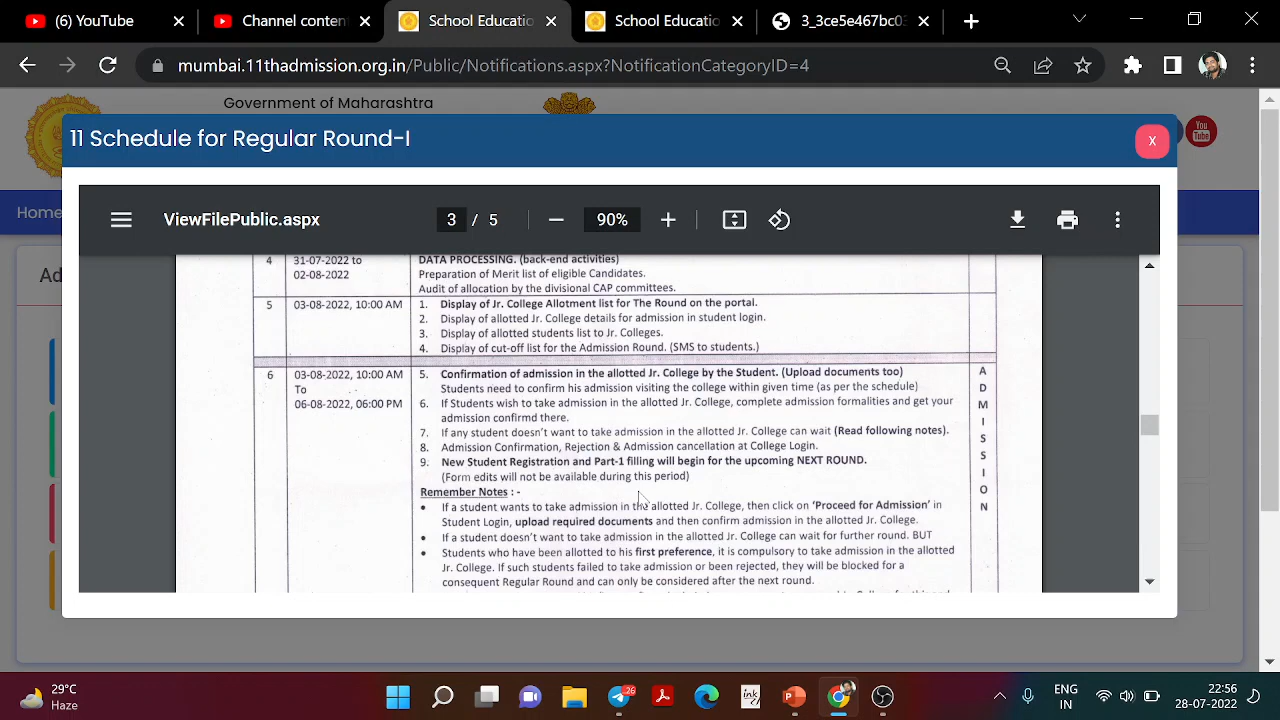 (6) YouTube
Channel content
School Educatio
School Educatio
3_3ce5e467bc03
mumbai.11thadmission.org.in/Public/Notifications.aspx?NotificationCategoryID=4
Government of Maharashtra
You
Tube
11 Schedule for Regular Round-I
X
Home
Ad
ViewFilePublic.aspx
3 / 5
90%
4 31-07-2022 to DATA PROCESSING. (back-end activities)
02-08-2022 Preparation of Merit list of eligible Candidates.
Audit of allocation by the divisional CAP committees.
5 03-08-2022, 10:00 AM 1. Display of Jr. College Allotment list for The Round on the portal.
2. Display of allotted Jr. College details for admission in student login.
3. Display of allotted students list to Jr. Colleges.
4. Display of cut-off list for the Admission Round. (SMS to students.)
6 03-08-2022, 10:00 AM 5. Confirmation of admission in the allotted Jr. College by the Student. (Upload documents too)
To Students need to confirm his admission visiting the college within given time (as per the schedule)
06-08-2022, 06:00 PM 6. If Students wish to take admission in the allotted Jr. College, complete admission formalities and get your
admission confirmd there.
7. If any student doesn't want to take admission in the allotted Jr. College can wait (Read following notes).
8. Admission Confirmation, Rejection & Admission cancellation at College Login.
9. New Student Registration and Part-1 filling will begin for the upcoming NEXT ROUND.
(Form edits will not be available during this period)
Remember Notes : -
• If a student wants to take admission in the allotted Jr. College, then click on 'Proceed for Admission' in
Student Login, upload required documents and then confirm admission in the allotted Jr. College.
• If a student doesn't want to take admission in the allotted Jr. College can wait for further round. BUT
• Students who have been allotted to his first preference, it is compulsory to take admission in the allotted
Jr. College. If such students failed to take admission or been rejected, they will be blocked for a
consequent Regular Round and can only be considered after the next round.
A
D
M
I
S
S
I
O
N
29°C
Haze
26
ENG
IN
22:56
28-07-2022